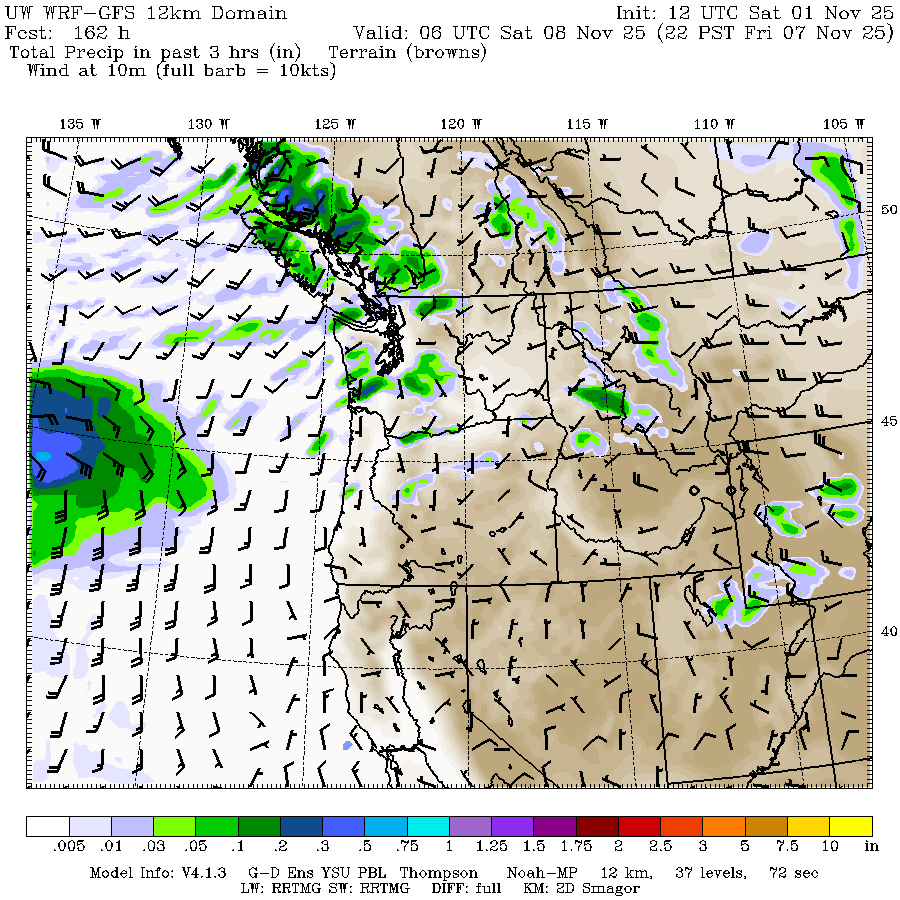 UW WRF-GFS 12km Domain Init: 12 UTC Sat 01 Nov 25
Fcst: 162 h Valid: 06 UTC Sat 08 Nov 25 (22 PST Fri 07 Nov 25)
Total Precip in past 3 hrs (in) Terrain (browns)
Wind at 10m (full barb = 10kts)
135 W 130 W 125 W 120 W 115 W 110 W 105 W
50
45
40
.005 .01 .03 .05 .1 .2 .3 .5 .75 1 1.25 1.5 1.75 2 2.5 3 5 7.5 10 in
Model Info: V4.1.3 G-D Ens YSU PBL Thompson Noah-MP 12 km, 37 levels, 72 sec
LW: RRTMG SW: RRTMG DIFF: full KM: 2D Smagor